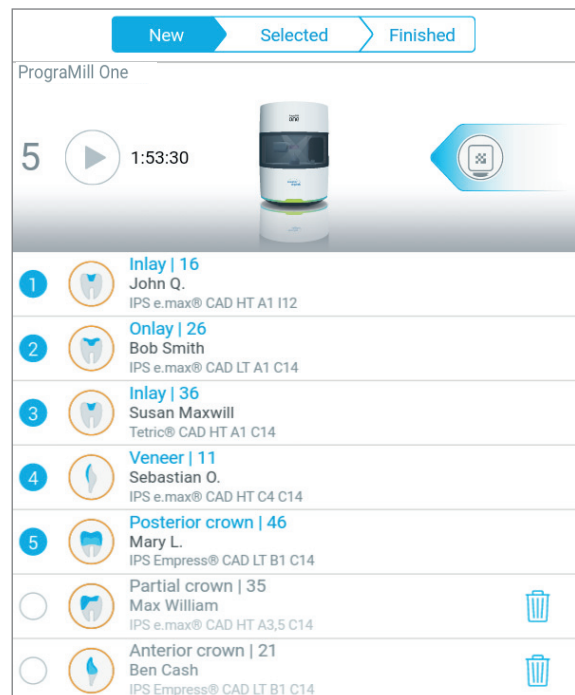 New
Selected
Finished
PrograMill One
5
1:53:30
one
1
Inlay | 16
John Q.
IPS e.max® CAD HT A1 I12
2
Onlay | 26
Bob Smith
IPS e.max® CAD LT A1 C14
3
Inlay | 36
Susan Maxwill
Tetric® CAD HT A1 C14
4
Veneer | 11
Sebastian O.
IPS e.max® CAD HT C4 C14
5
Posterior crown | 46
Mary L.
IPS Empress® CAD LT B1 C14
Partial crown | 35
Max William
IPS e.max® CAD HT A3,5 C14
Anterior crown | 21
Ben Cash
IPS Empress® CAD LT B1 C14